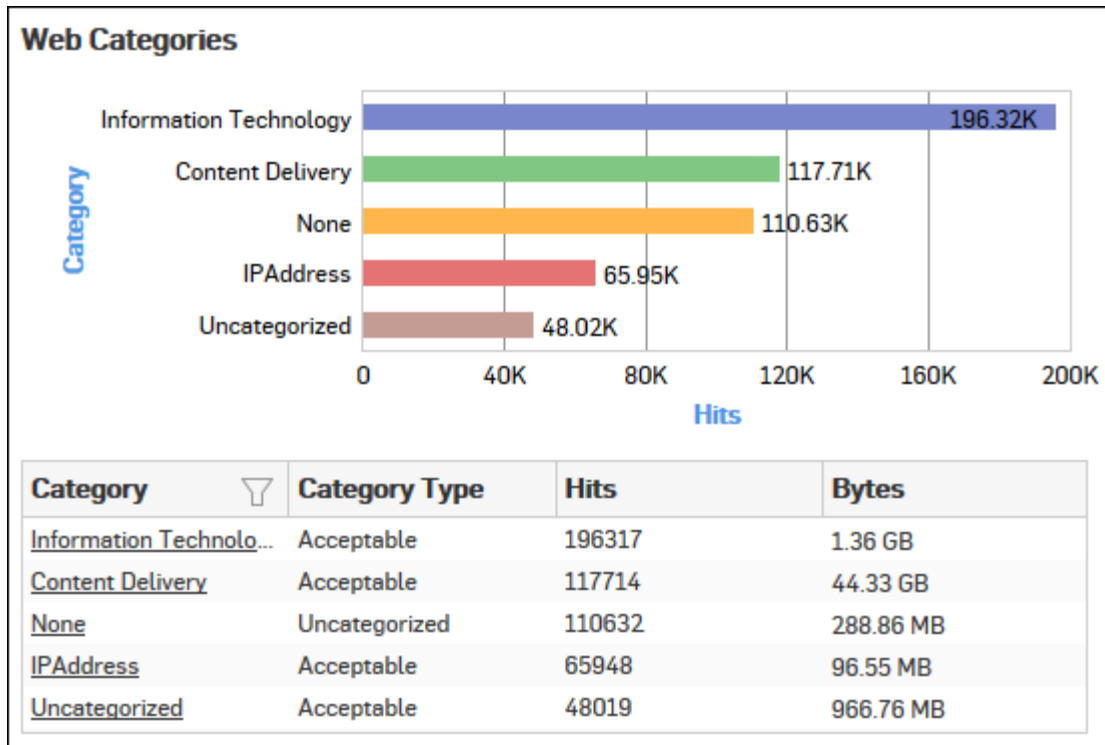 Web Categories
Information Technology 196.32K
Content Delivery 117.71K
None 110.63K
IPAddress 65.95K
Uncategorized 48.02K
Category
0 40K 80K 120K 160K 200K
Hits
Category Category Type Hits Bytes
Information Technolo... Acceptable 196317 1.36 GB
Content Delivery Acceptable 117714 44.33 GB
None Uncategorized 110632 288.86 MB
IPAddress Acceptable 65948 96.55 MB
Uncategorized Acceptable 48019 966.76 MB